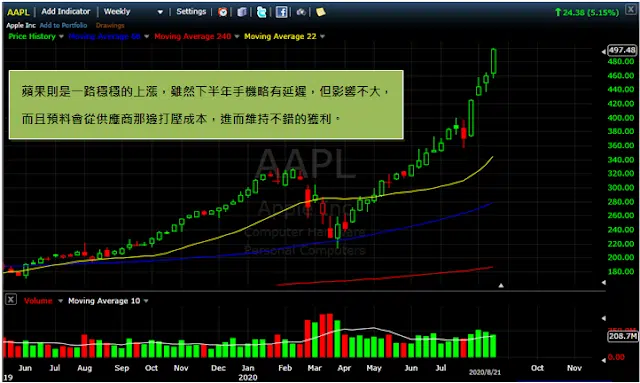 AAPL Add Indicator Weekly Settings 24.38 (5.15%)
Apple Inc Add to Portfolio Drawings
Price History Moving Average 60 Moving Average 240 Moving Average 22
497.48
480.00
460.00
440.00
420.00
400.00
380.00
360.00
340.00
320.00
300.00
280.00
260.00
240.00
220.00
200.00
180.00
蘋果則是一路穩穩的上漲，雖然下半年手機略有延遲，但影響不大，
而且預料會從供應商那邊打壓成本，進而維持不錯的獲利。
AAPL
Apple Inc
Computer Hardware
Personal Computers
X Volume Moving Average 10
208.7M
0.00
Jun Jul Aug Sep Oct Nov Dec Jan Feb Mar Apr May Jun Jul 2020/8/21 Oct Nov
19 2020